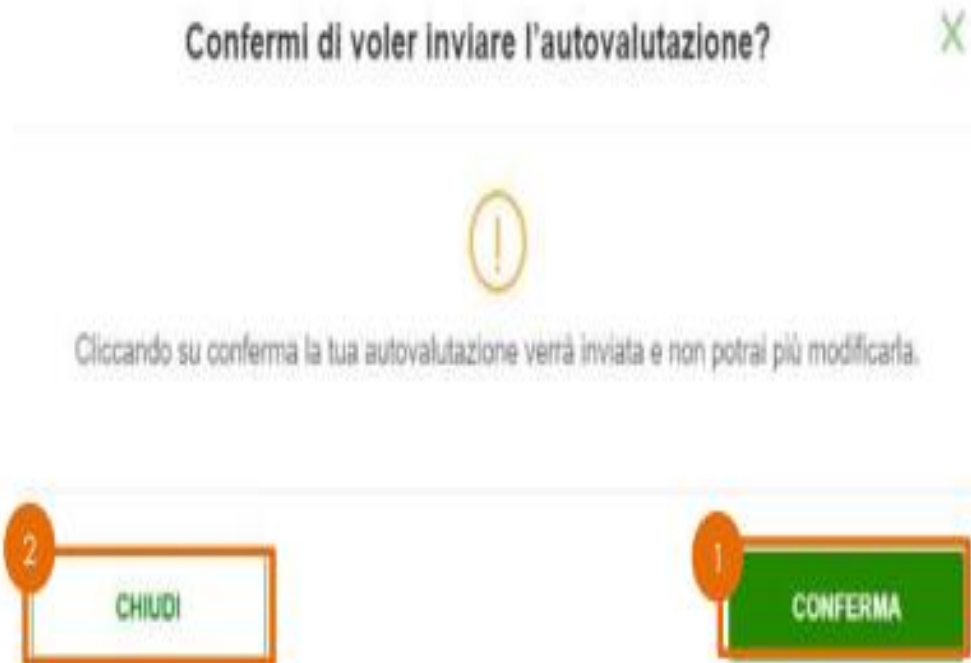 Confermi di voler inviare l'autovalutazione?
X
!
Cliccando su conferma la tua autovalutazione verrà inviata e non potrai più modificarla.
2
CHIUDI
1
CONFERMA